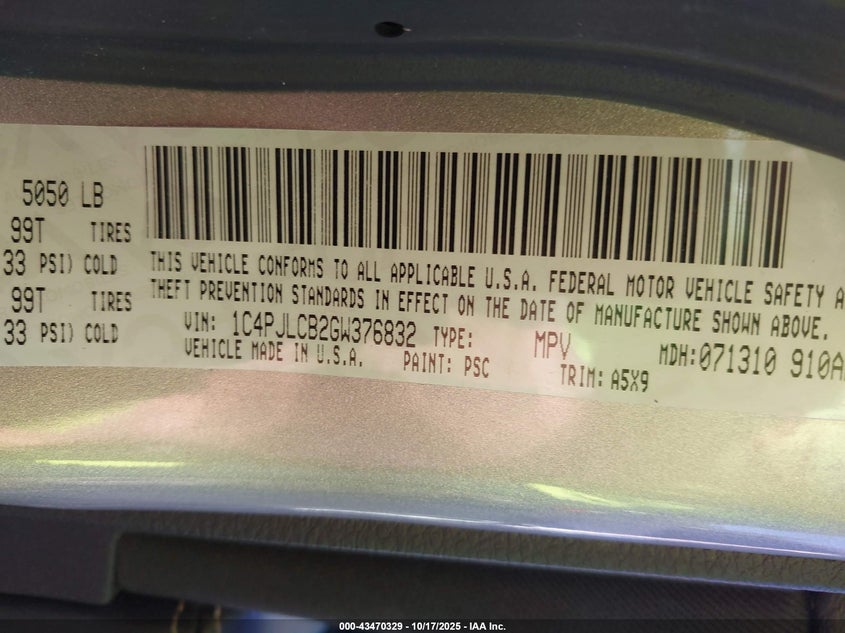 5050 LB
99T TIRES
33 PSI) COLD
99T TIRES
33 PSI) COLD
THIS VEHICLE CONFORMS TO ALL APPLICABLE U.S.A. FEDERAL MOTOR VEHICLE SAFETY A
THEFT PREVENTION STANDARDS IN EFFECT ON THE DATE OF MANUFACTURE SHOWN ABOVE.
VIN: 1C4PJLCB2GW376832 TYPE: MPV MDH:071310 910A
VEHICLE MADE IN U.S.A. PAINT: PSC TRIM: A5X9
000-43470329 - 10/17/2025 - IAA Inc.